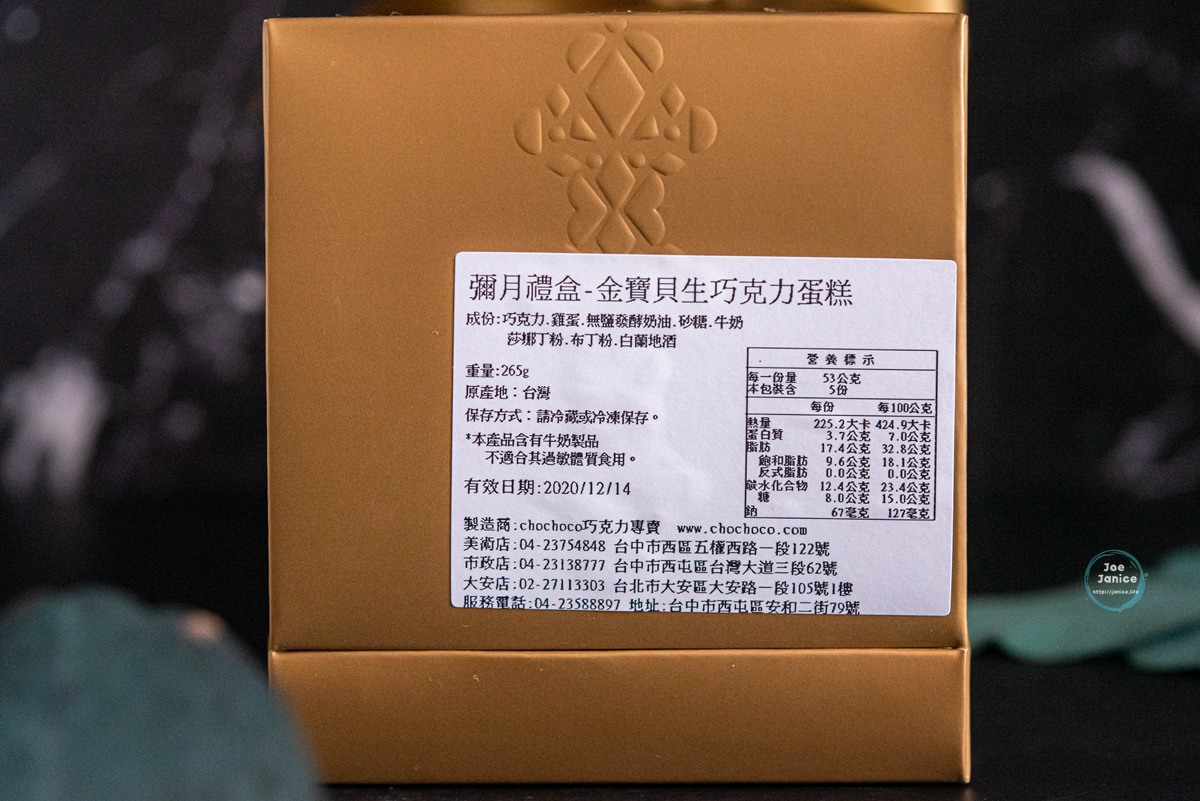 彌月禮盒-金寶貝生巧克力蛋糕
成份:巧克力.雞蛋.無鹽發酵奶油.砂糖.牛奶
莎娜丁粉.布丁粉.白蘭地酒
重量:265g
原產地：台灣
保存方式：請冷藏或冷凍保存。
*本產品含有牛奶製品
不適合其過敏體質食用。
有效日期:2020/12/14
營養標示
每一份量 53公克
本包裝含 5份
每份 每100公克
熱量 225.2大卡 424.9大卡
蛋白質 3.7公克 7.0公克
脂肪 17.4公克 32.8公克
飽和脂肪 9.6公克 18.1公克
反式脂肪 0.0公克 0.0公克
碳水化合物 12.4公克 23.4公克
糖 8.0公克 15.0公克
鈉 67毫克 127毫克
製造商:chochoco巧克力專賣 www.chochoco.com
美術店:04-23754848 台中市西區五權西路一段122號
市政店:04-23138777 台中市西屯區台灣大道三段62號
大安店:02-27113303 台北市大安區大安路一段105號1樓
服務電話:04-23588897 地址:台中市西屯區安和二街79號
Joe
Janice
http://janice.life